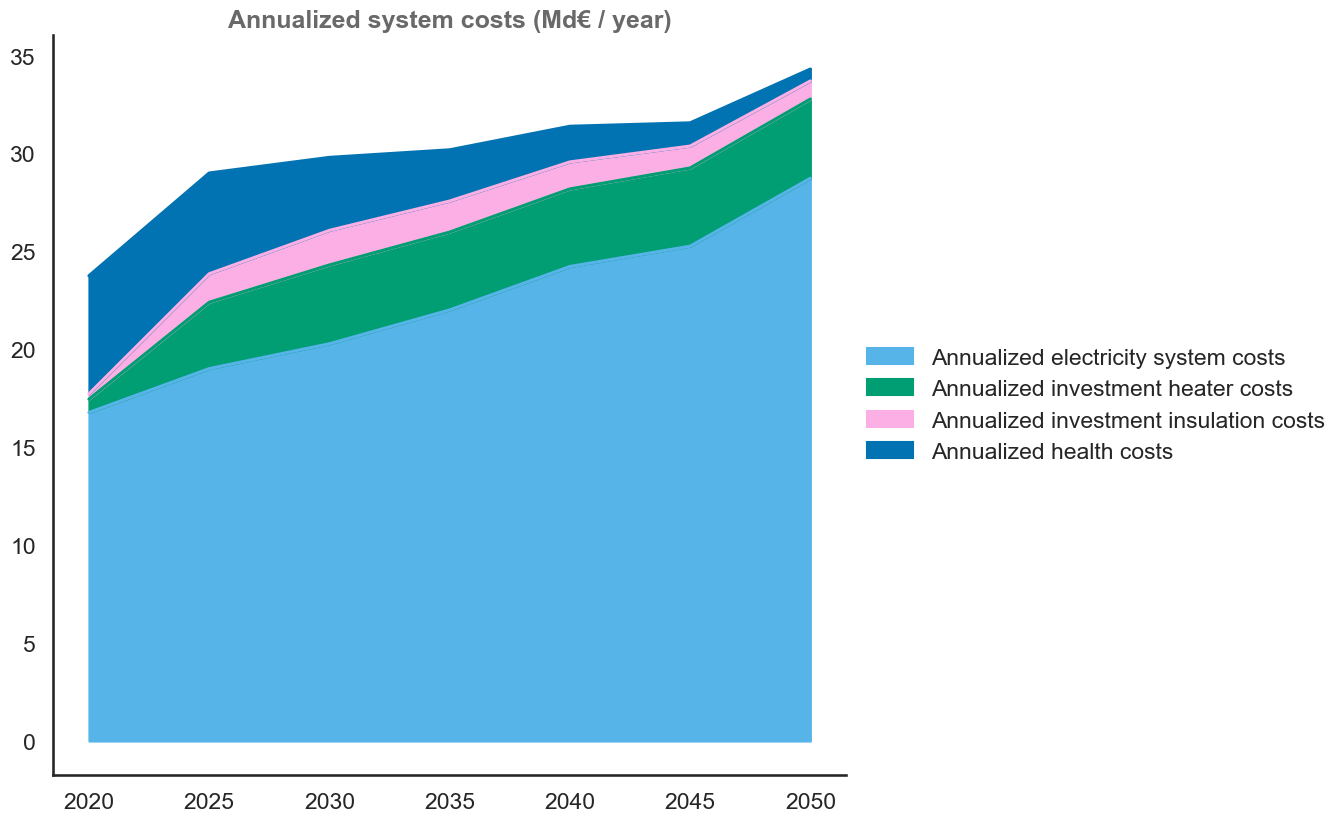 Annualized system costs (Md€ / year)
35
30
25
20
15
10
5
0
2020 2025 2030 2035 2040 2045 2050
Annualized electricity system costs
Annualized investment heater costs
Annualized investment insulation costs
Annualized health costs